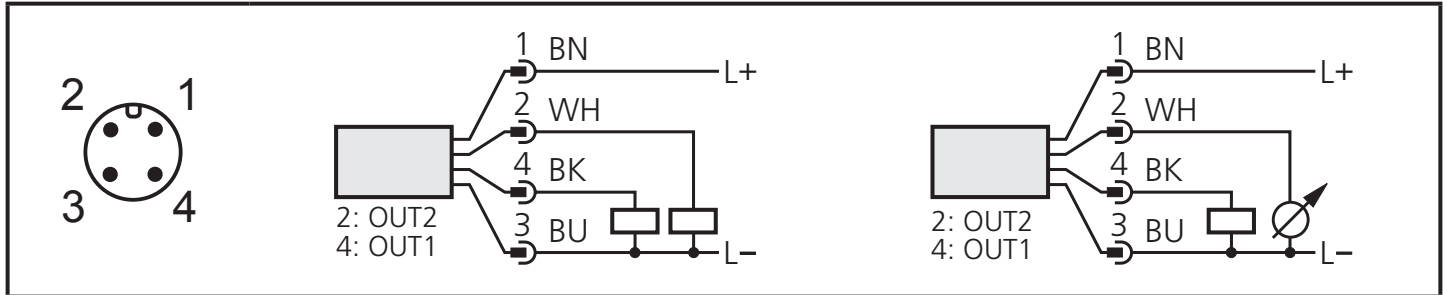 2 1
3 4
1 BN
L+
2 WH
4 BK
3 BU
L–
2: OUT2
4: OUT1
1 BN
L+
2 WH
4 BK
3 BU
L–
2: OUT2
4: OUT1